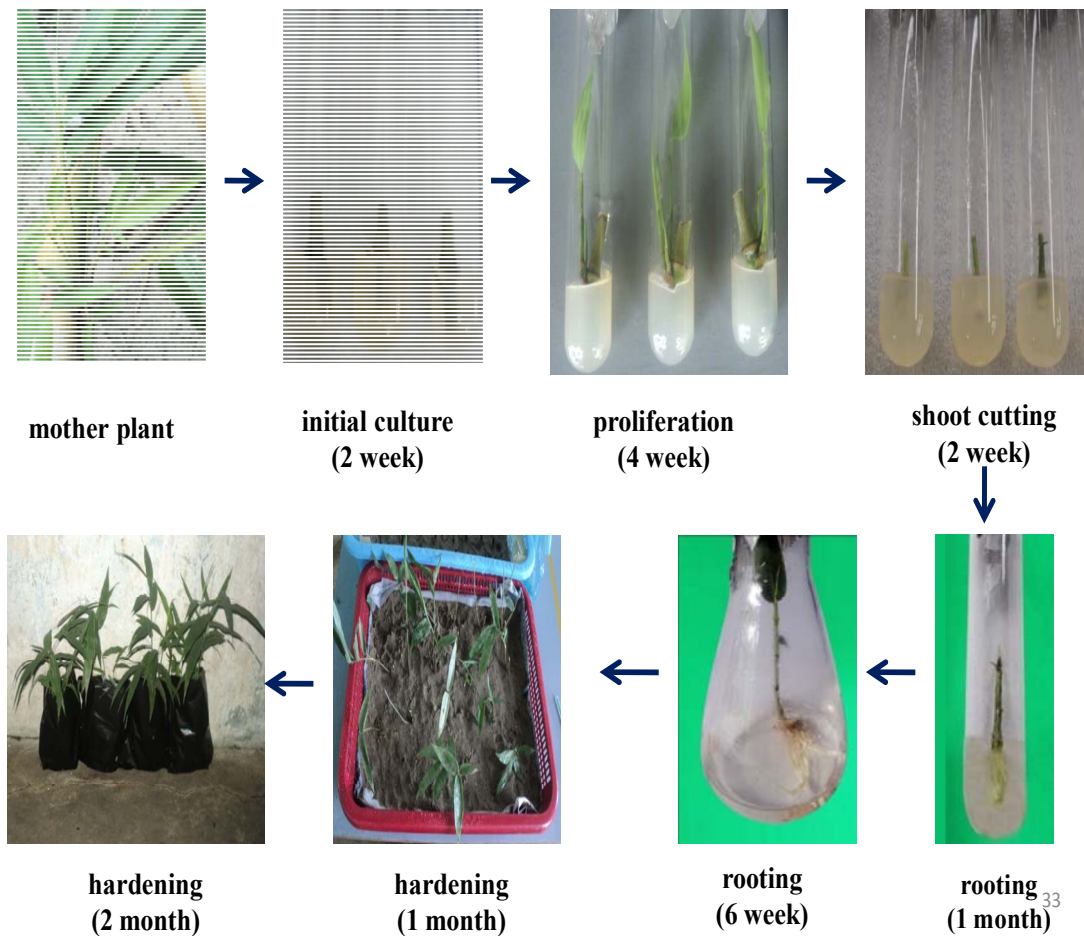 mother plant
initial culture
(2 week)
proliferation
(4 week)
shoot cutting
(2 week)
hardening
(2 month)
hardening
(1 month)
rooting
(6 week)
rooting
(1 month)
33